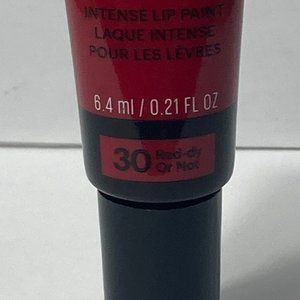 INTENSE LIP PAINT
LAQUE INTENSE
POUR LES LÈVRES
6.4 ml / 0.21 FL OZ
30 Red-dy
Or Not